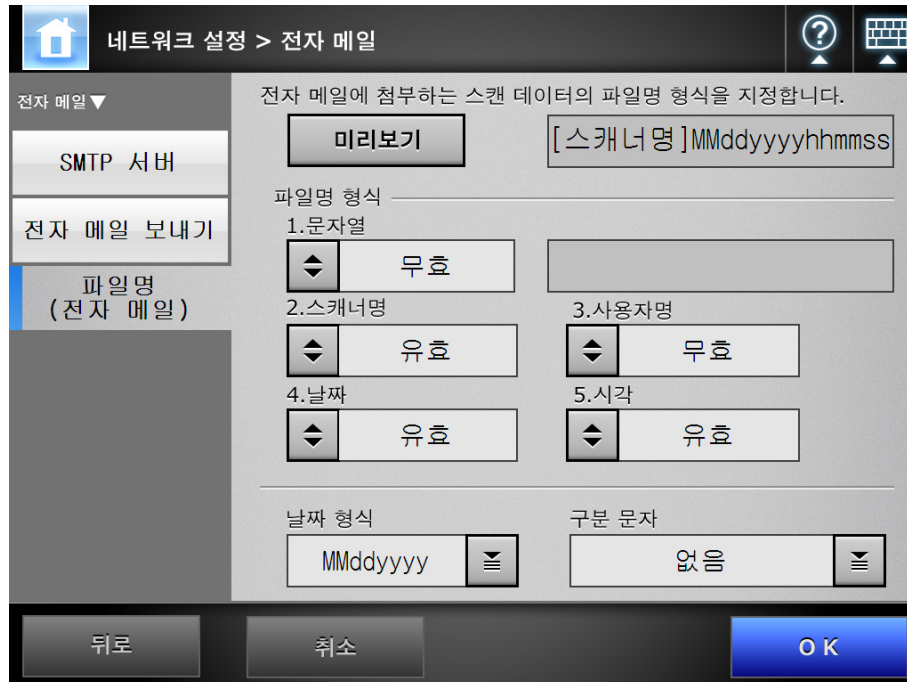 네트워크 설정 > 전자 메일
전자 메일▼
SMTP 서버
전자 메일 보내기
파일명
(전자 메일)
전자 메일에 첨부하는 스캔 데이터의 파일명 형식을 지정합니다.
미리보기
[스캐너명]MMddyyyyhhmmss
파일명 형식
1.문자열
무효
2.스캐너명
3.사용자명
유효
무효
4.날짜
5.시각
유효
유효
날짜 형식
구분 문자
MMddyyyy
없음
뒤로
취소
OK